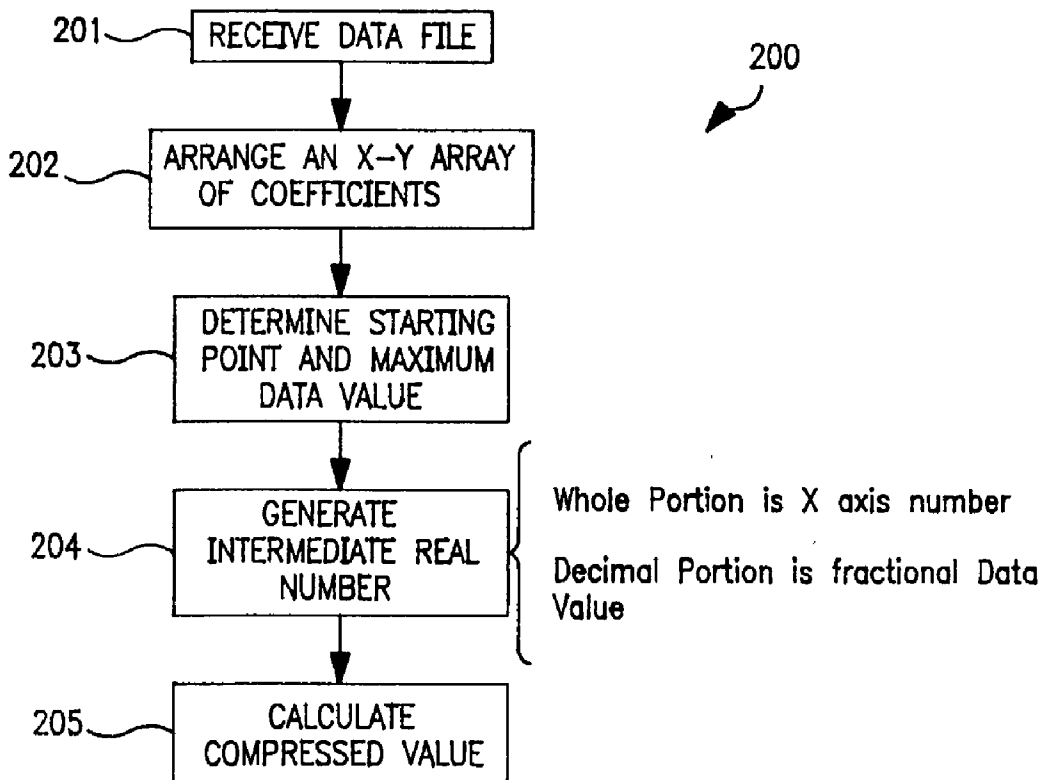 201
RECEIVE DATA FILE
200
202
ARRANGE AN X-Y ARRAY
OF COEFFICIENTS
203
DETERMINE STARTING
POINT AND MAXIMUM
DATA VALUE
204
GENERATE
INTERMEDIATE REAL
NUMBER
Whole Portion is X axis number
Decimal Portion is fractional Data
Value
205
CALCULATE
COMPRESSED VALUE